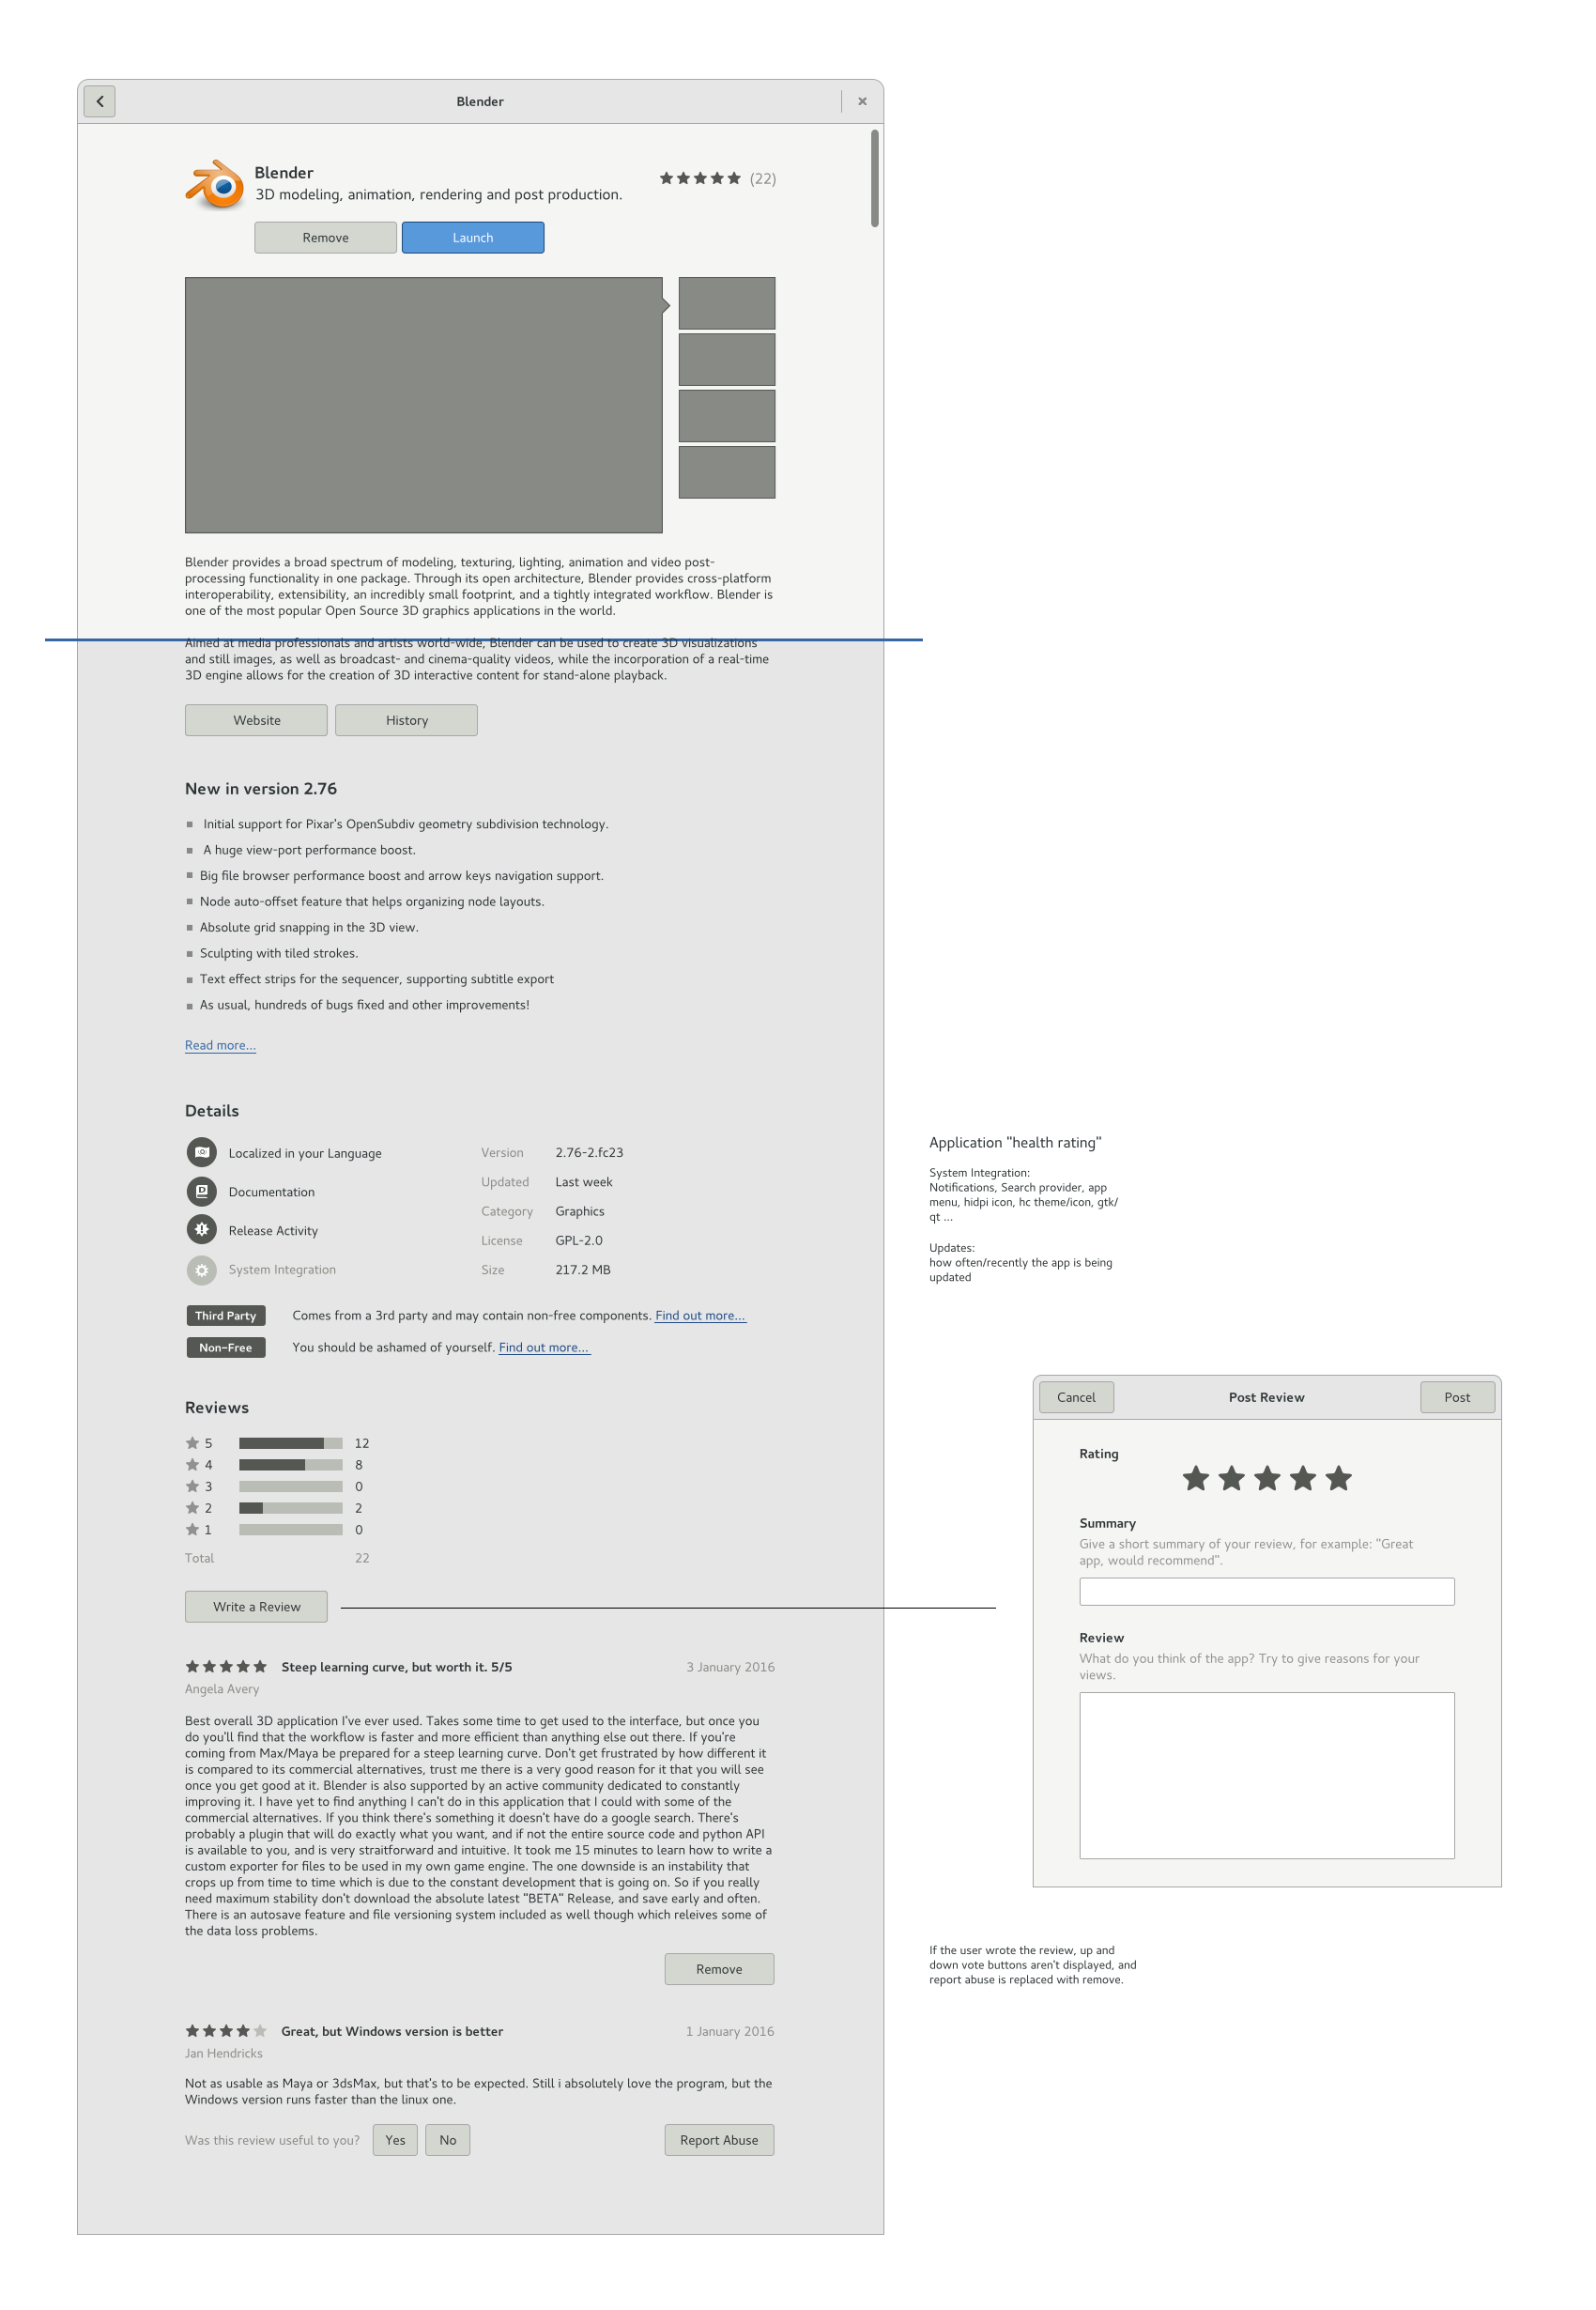 Blender
Blender
3D modeling, animation, rendering and post production.
(22)
Remove
Launch
Blender provides a broad spectrum of modeling, texturing, lighting, animation and video post-
processing functionality in one package. Through its open architecture, Blender provides cross-platform
interoperability, extensibility, an incredibly small footprint, and a tightly integrated workflow. Blender is
one of the most popular Open Source 3D graphics applications in the world.
Aimed at media professionals and artists world-wide, Blender can be used to create 3D visualizations
and still images, as well as broadcast- and cinema-quality videos, while the incorporation of a real-time
3D engine allows for the creation of 3D interactive content for stand-alone playback.
Website
History
New in version 2.76
Initial support for Pixar's OpenSubdiv geometry subdivision technology.
A huge view-port performance boost.
Big file browser performance boost and arrow keys navigation support.
Node auto-offset feature that helps organizing node layouts.
Absolute grid snapping in the 3D view.
Sculpting with tiled strokes.
Text effect strips for the sequencer, supporting subtitle export
As usual, hundreds of bugs fixed and other improvements!
Read more...
Details
Localized in your Language
Documentation
Release Activity
System Integration
Version 2.76-2.fc23
Updated Last week
Category Graphics
License GPL-2.0
Size 217.2 MB
Third Party
Comes from a 3rd party and may contain non-free components. Find out more...
Non-Free
You should be ashamed of yourself. Find out more...
Application "health rating"
System Integration:
Notifications, Search provider, app
menu, hidpi icon, hc theme/icon, gtk/
qt ...
Updates:
how often/recently the app is being
updated
Reviews
5 12
4 8
3 0
2 2
1 0
Total 22
Write a Review
Cancel
Post Review
Post
Rating
Summary
Give a short summary of your review, for example: "Great
app, would recommend".
Review
What do you think of the app? Try to give reasons for your
views.
Steep learning curve, but worth it. 5/5
3 January 2016
Angela Avery
Best overall 3D application I've ever used. Takes some time to get used to the interface, but once you
do you'll find that the workflow is faster and more efficient than anything else out there. If you're
coming from Max/Maya be prepared for a steep learning curve. Don't get frustrated by how different it
is compared to its commercial alternatives, trust me there is a very good reason for it that you will see
once you get good at it. Blender is also supported by an active community dedicated to constantly
improving it. I have yet to find anything I can't do in this application that I could with some of the
commercial alternatives. If you think there's something it doesn't have do a google search. There's
probably a plugin that will do exactly what you want, and if not the entire source code and python API
is available to you, and is very straitforward and intuitive. It took me 15 minutes to learn how to write a
custom exporter for files to be used in my own game engine. The one downside is an instability that
crops up from time to time which is due to the constant development that is going on. So if you really
need maximum stability don't download the absolute latest "BETA" Release, and save early and often.
There is an autosave feature and file versioning system included as well though which releives some of
the data loss problems.
Remove
If the user wrote the review, up and
down vote buttons aren't displayed, and
report abuse is replaced with remove.
Great, but Windows version is better
1 January 2016
Jan Hendricks
Not as usable as Maya or 3dsMax, but that's to be expected. Still i absolutely love the program, but the
Windows version runs faster than the linux one.
Was this review useful to you?
Yes
No
Report Abuse